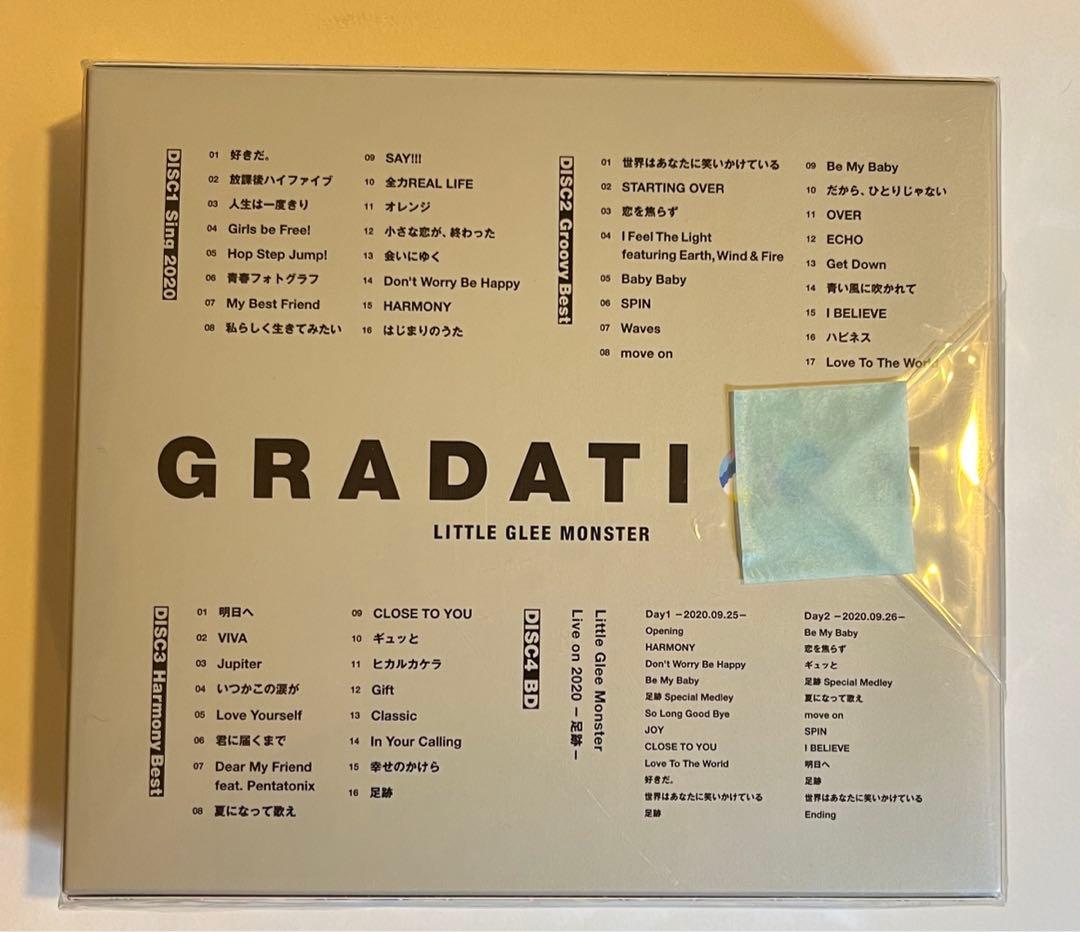 DISC1 Sing 2020
01 好きだ。
02 放課後ハイファイブ
03 人生は一度きり
04 Girls be Free!
05 Hop Step Jump!
06 青春フォトグラフ
07 My Best Friend
08 私らしく生きてみたい
09 SAY!!!
10 全力REAL LIFE
11 オレンジ
12 小さな恋が、終わった
13 会いにゆく
14 Don't Worry Be Happy
15 HARMONY
16 はじまりのうた
DISC2 Groovy Best
01 世界はあなたに笑いかけている
02 STARTING OVER
03 恋を焦らず
04 I Feel The Light
featuring Earth, Wind & Fire
05 Baby Baby
06 SPIN
07 Waves
08 move on
09 Be My Baby
10 だから、ひとりじゃない
11 OVER
12 ECHO
13 Get Down
14 青い風に吹かれて
15 I BELIEVE
16 ハピネス
17 Love To The World
GRADATI
LITTLE GLEE MONSTER
DISC3 Harmony Best
01 明日へ
02 VIVA
03 Jupiter
04 いつかこの涙が
05 Love Yourself
06 君に届くまで
07 Dear My Friend
feat. Pentatonix
08 夏になって歌え
09 CLOSE TO YOU
10 ギュッと
11 ヒカルカケラ
12 Gift
13 Classic
14 In Your Calling
15 幸せのかけら
16 足跡
DISC4 BD
Little Glee Monster
Live on 2020 −足跡−
Day1 −2020.09.25−
Opening
HARMONY
Don't Worry Be Happy
Be My Baby
足跡 Special Medley
So Long Good Bye
JOY
CLOSE TO YOU
Love To The World
好きだ。
世界はあなたに笑いかけている
足跡
Day2 −2020.09.26−
Be My Baby
恋を焦らず
ギュッと
足跡 Special Medley
夏になって歌え
move on
SPIN
I BELIEVE
明日へ
足跡
世界はあなたに笑いかけている
Ending